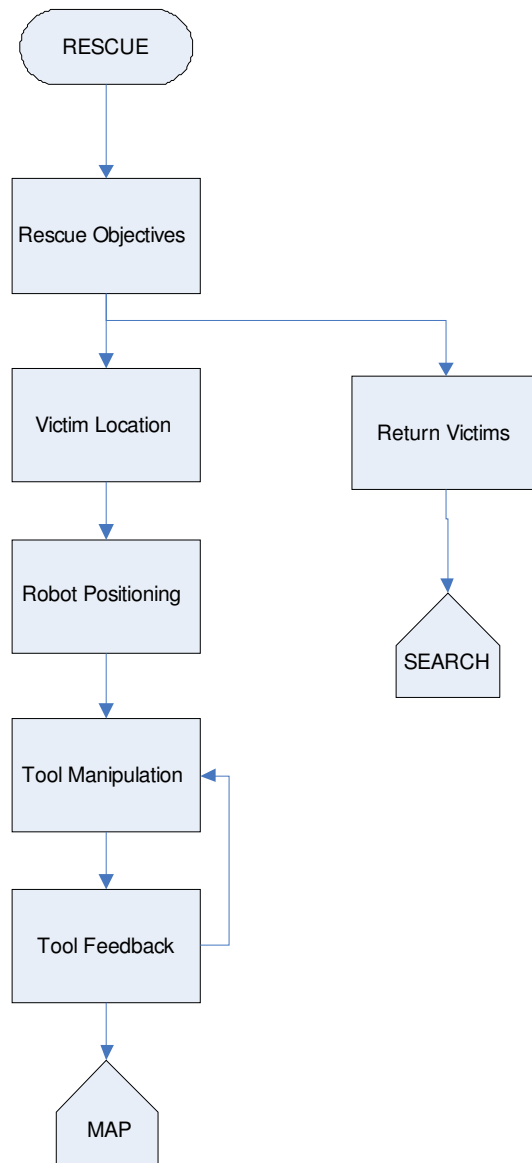 RESCUE
Rescue Objectives
Victim Location
Return Victims
Robot Positioning
SEARCH
Tool Manipulation
Tool Feedback
MAP